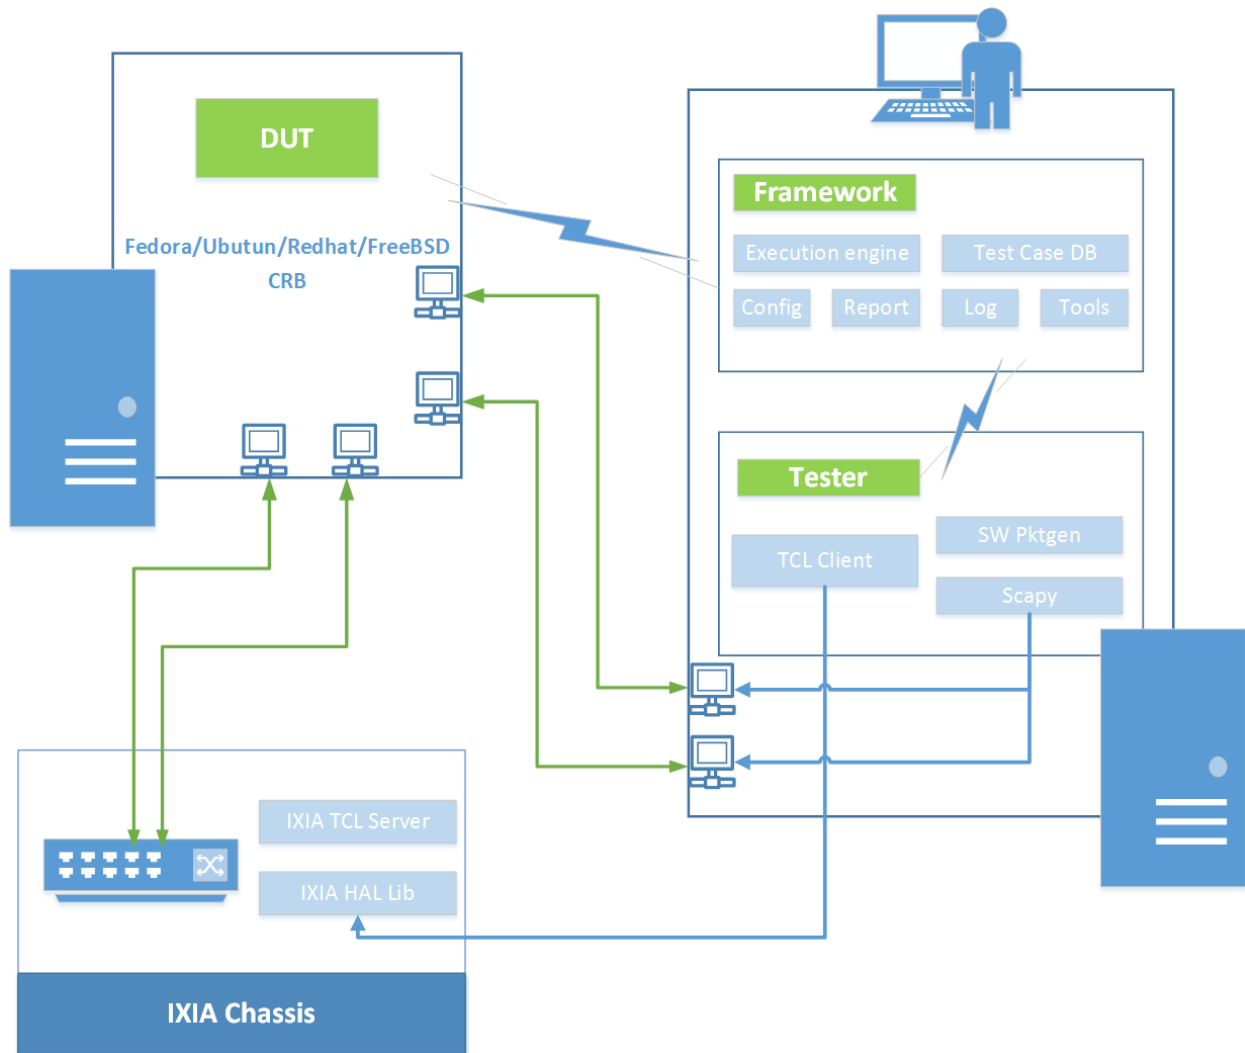 DUT
Fedora/Ubutun/Redhat/FreeBSD
CRB
Framework
Execution engine
Test Case DB
Config
Report
Log
Tools
Tester
TCL Client
SW Pktgen
Scapy
IXIA TCL Server
IXIA HAL Lib
IXIA Chassis